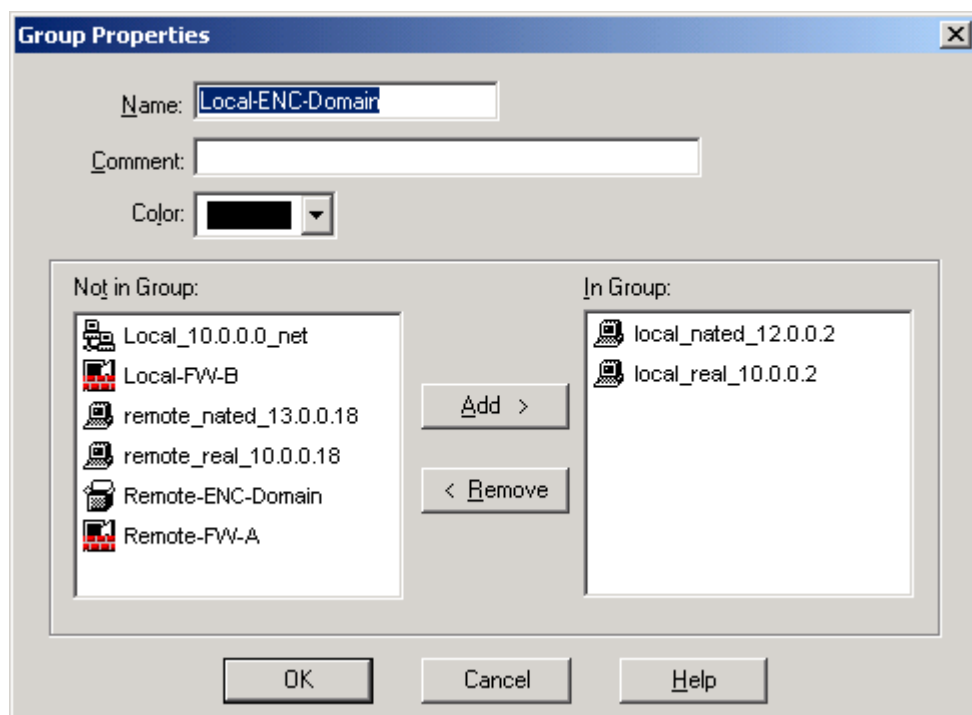 Group Properties
Name: Local-ENC-Domain
Comment:
Color:
Not in Group:
Local_10.0.0.0_net
Local-FW-B
remote_nated_13.0.0.18
remote_real_10.0.0.18
Remote-ENC-Domain
Remote-FW-A
Add >
< Remove
In Group:
local_nated_12.0.0.2
local_real_10.0.0.2
OK
Cancel
Help